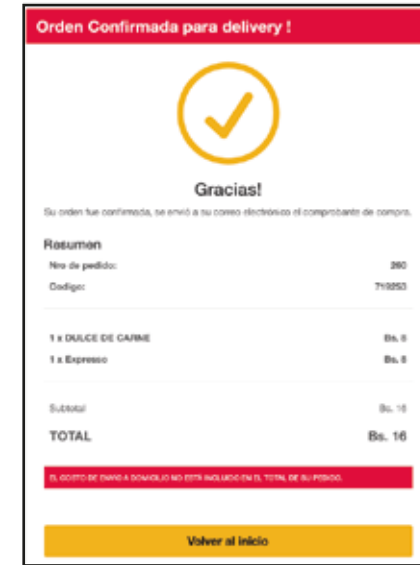 Orden Confirmada para delivery !
Gracias!
Su orden fue confirmada, se envió a su correo electrónico el comprobante de compra.
Resumen
Nro de pedido: 260
Codigo: 719253
1 x DULCE DE CARNE Bs. 8
1 x Expresso Bs. 8
Subtotal Bs. 16
TOTAL Bs. 16
EL COSTO DE ENVIO A DOMICILIO NO ESTÁ INCLUIDO EN EL TOTAL DE SU PEDIDO.
Volver al inicio